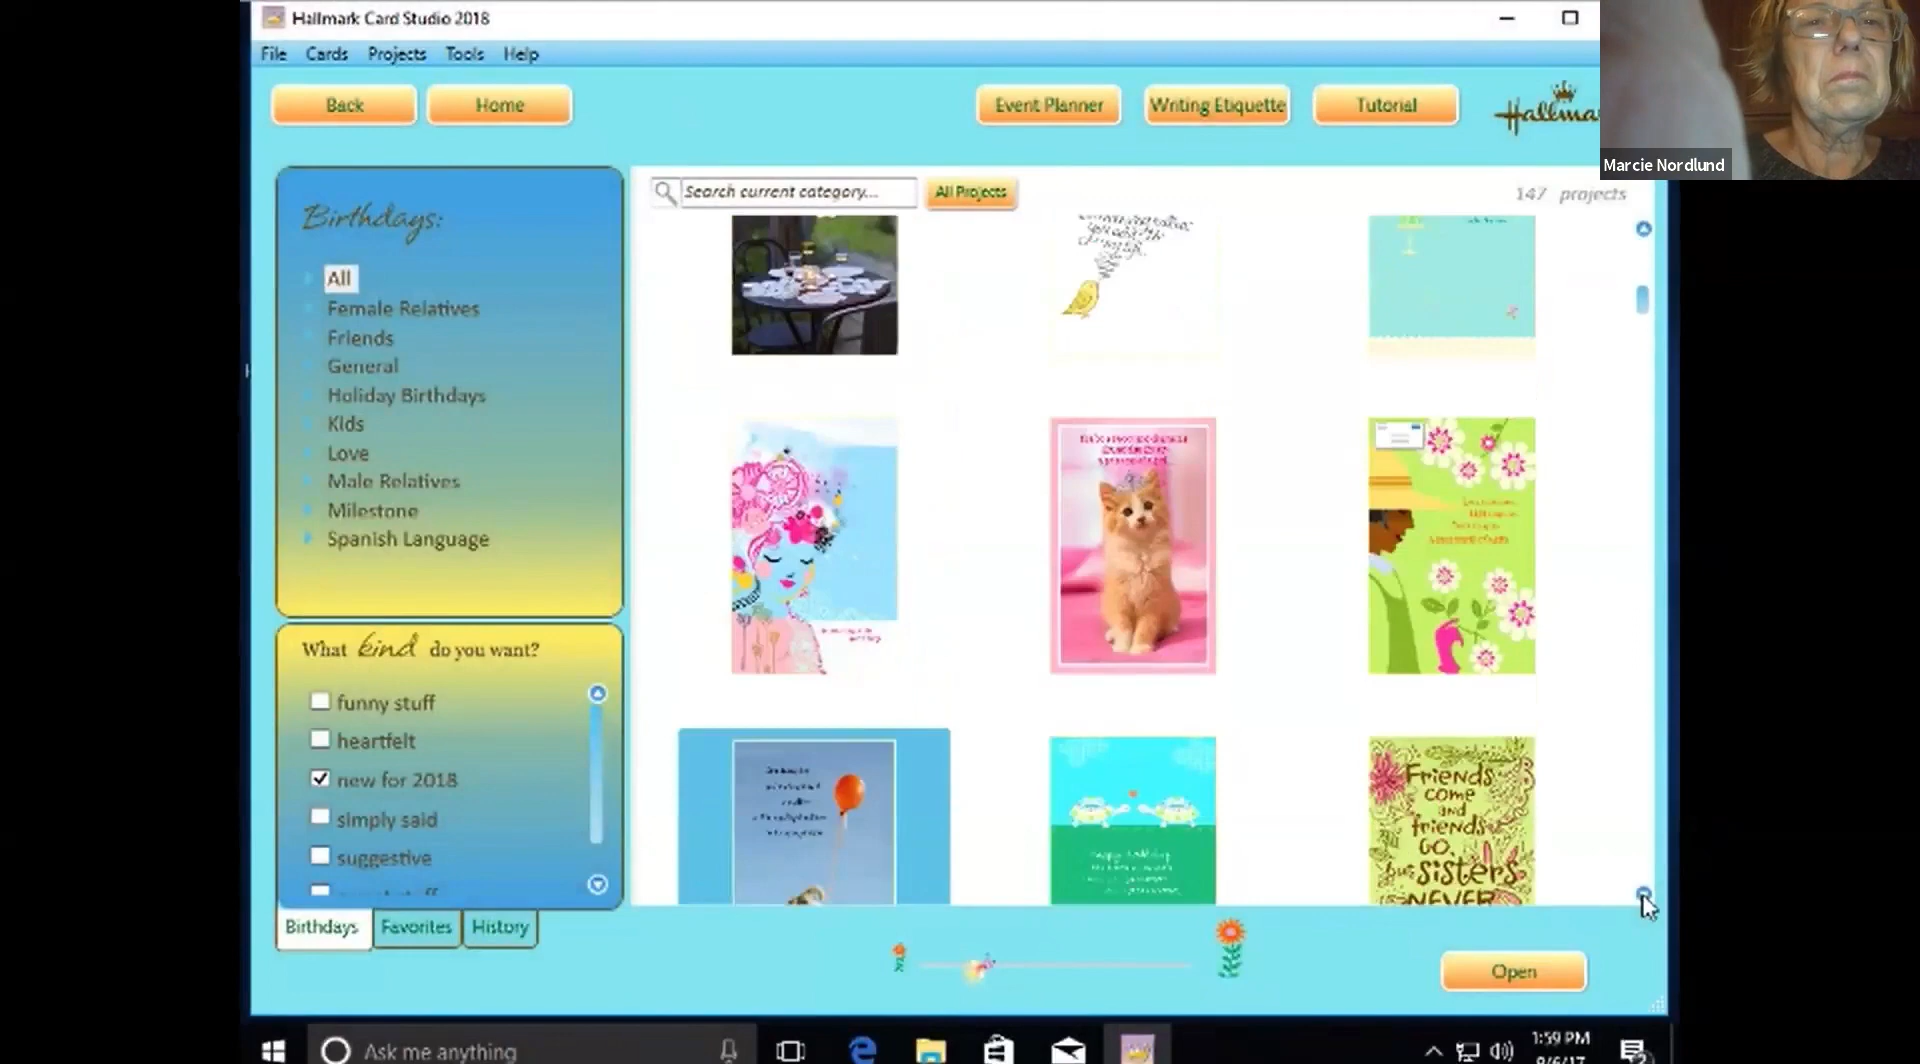 Hallmark Card Studio 2018
File Cards Projects Tools Help
Back Home Event Planner Writing Etiquette Tutorial
Marcie Nordlund
Search current category... All Projects 147 projects
Birthdays:
All
Female Relatives
Friends
General
Holiday Birthdays
Kids
Love
Male Relatives
Milestone
Spanish Language
What kind do you want?
funny stuff
heartfelt
new for 2018
simply said
suggestive
Friends
come
and
friends
GO,
but sisters
NEVER
Birthdays Favorites History
Open
Ask me anything
1:59 PM